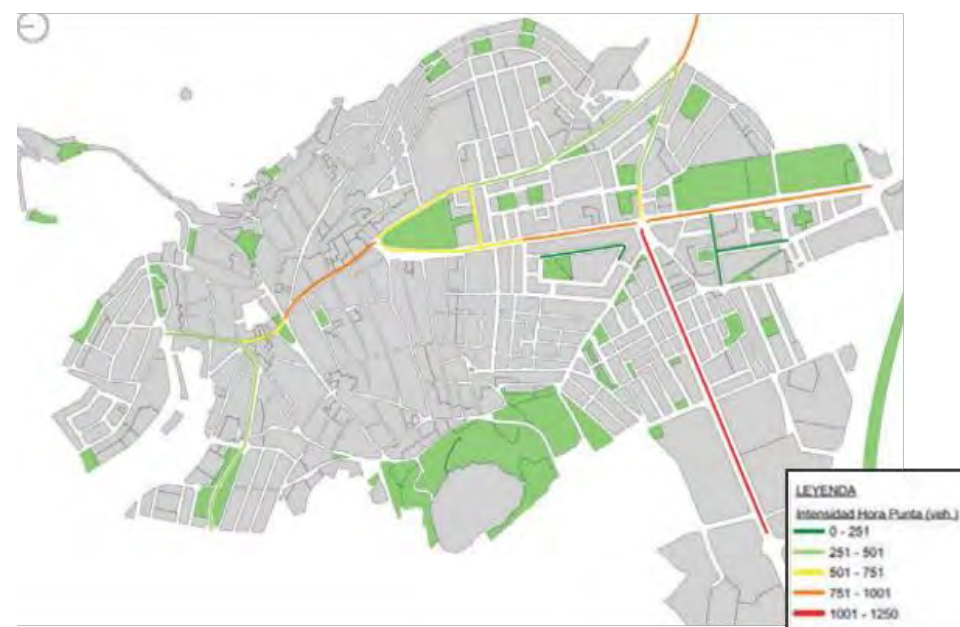 LEYENDA
Intensidad Hora Punta (veh.)
0 - 251
251 - 501
501 - 751
751 - 1001
1001 - 1250